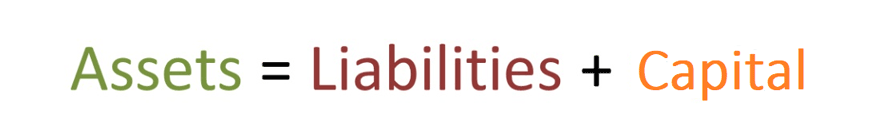 Assets = Liabilities + Capital